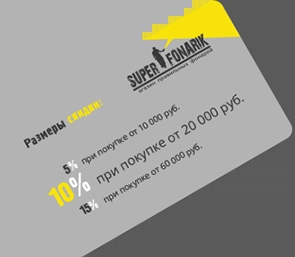 SUPER FONARIK
магазин правильных фонарей
Размеры скидки:
5% при покупке от 10 000 руб.
10% при покупке от 20 000 руб.
15% при покупке от 60 000 руб.